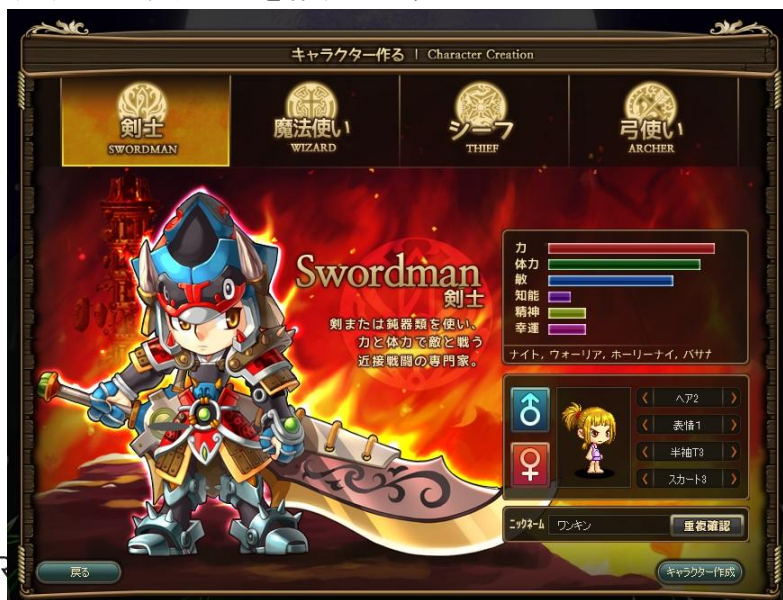 キャラクター作る | Character Creation
剣士
SWORDMAN
魔法使い
WIZARD
シーフ
THIEF
弓使い
ARCHER
Swordman
剣士
剣または鈍器類を使い、
力と体力で敵と戦う
近接戦闘の専門家。
力
体力
敏
知能
精神
幸運
ナイト, ウォーリア, ホーリーナイ, バサナ
ヘア2
表情1
半袖T3
スカート3
ニックネーム ワンキン 重複確認
戻る
キャラクター作成